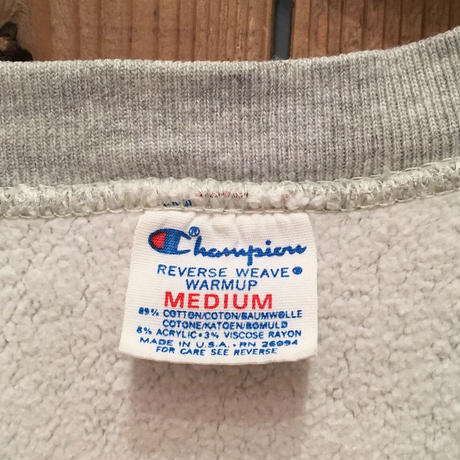 Champion®
REVERSE WEAVE®
WARMUP
MEDIUM
89% COTTON/COTON/BAUMWOLLE
COTONE/KATOEN/BOMULD
8% ACRYLIC • 3% VISCOSE RAYON
MADE IN U.S.A. • RN 26094
FOR CARE SEE REVERSE